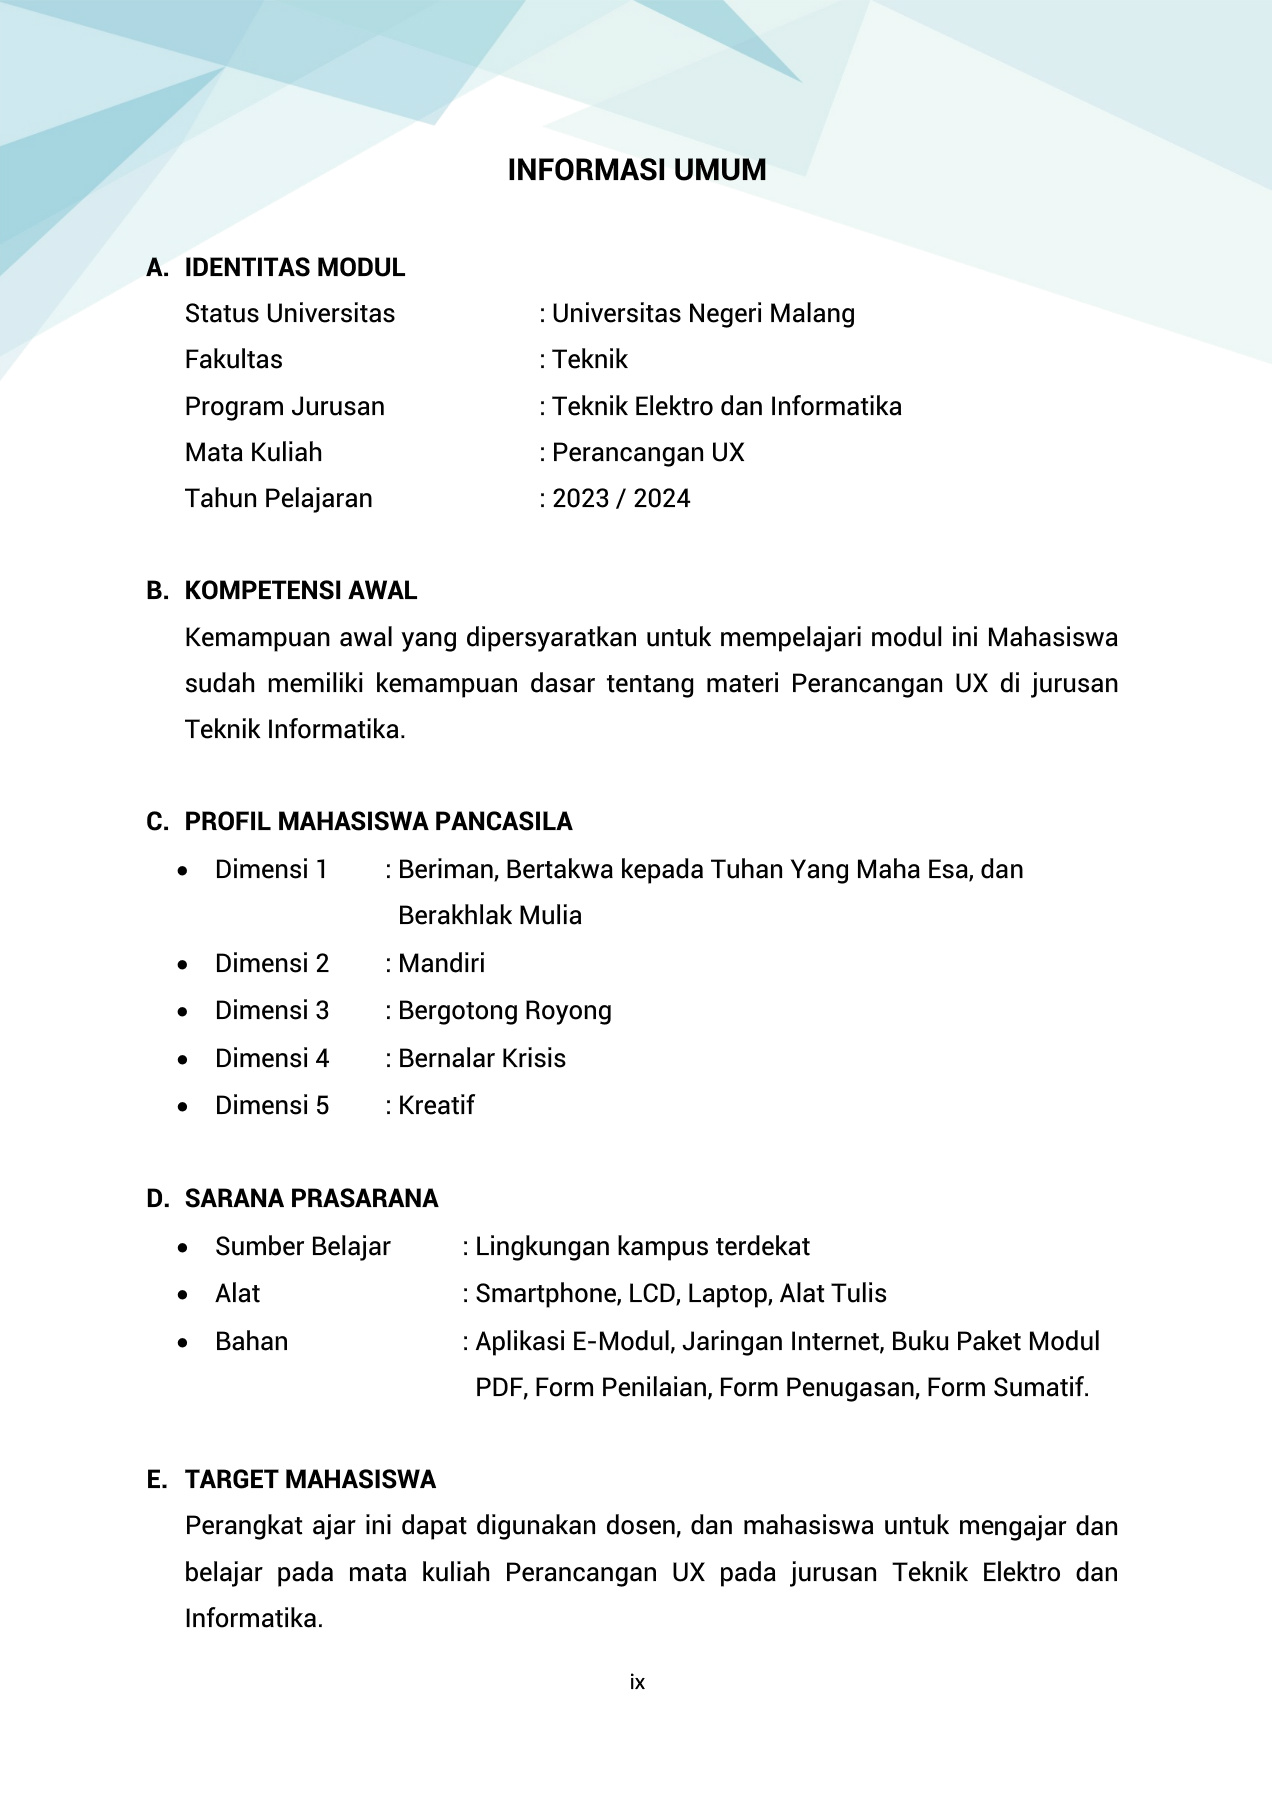 INFORMASI UMUM
A. IDENTITAS MODUL
Status Universitas : Universitas Negeri Malang
Fakultas : Teknik
Program Jurusan : Teknik Elektro dan Informatika
Mata Kuliah : Perancangan UX
Tahun Pelajaran : 2023 / 2024
B. KOMPETENSI AWAL
Kemampuan awal yang dipersyaratkan untuk mempelajari modul ini Mahasiswa
sudah memiliki kemampuan dasar tentang materi Perancangan UX di jurusan
Teknik Informatika.
C. PROFIL MAHASISWA PANCASILA
• Dimensi 1 : Beriman, Bertakwa kepada Tuhan Yang Maha Esa, dan
Berakhlak Mulia
• Dimensi 2 : Mandiri
• Dimensi 3 : Bergotong Royong
• Dimensi 4 : Bernalar Krisis
• Dimensi 5 : Kreatif
D. SARANA PRASARANA
• Sumber Belajar : Lingkungan kampus terdekat
• Alat : Smartphone, LCD, Laptop, Alat Tulis
• Bahan : Aplikasi E-Modul, Jaringan Internet, Buku Paket Modul
PDF, Form Penilaian, Form Penugasan, Form Sumatif.
E. TARGET MAHASISWA
Perangkat ajar ini dapat digunakan dosen, dan mahasiswa untuk mengajar dan
belajar pada mata kuliah Perancangan UX pada jurusan Teknik Elektro dan
Informatika.
ix